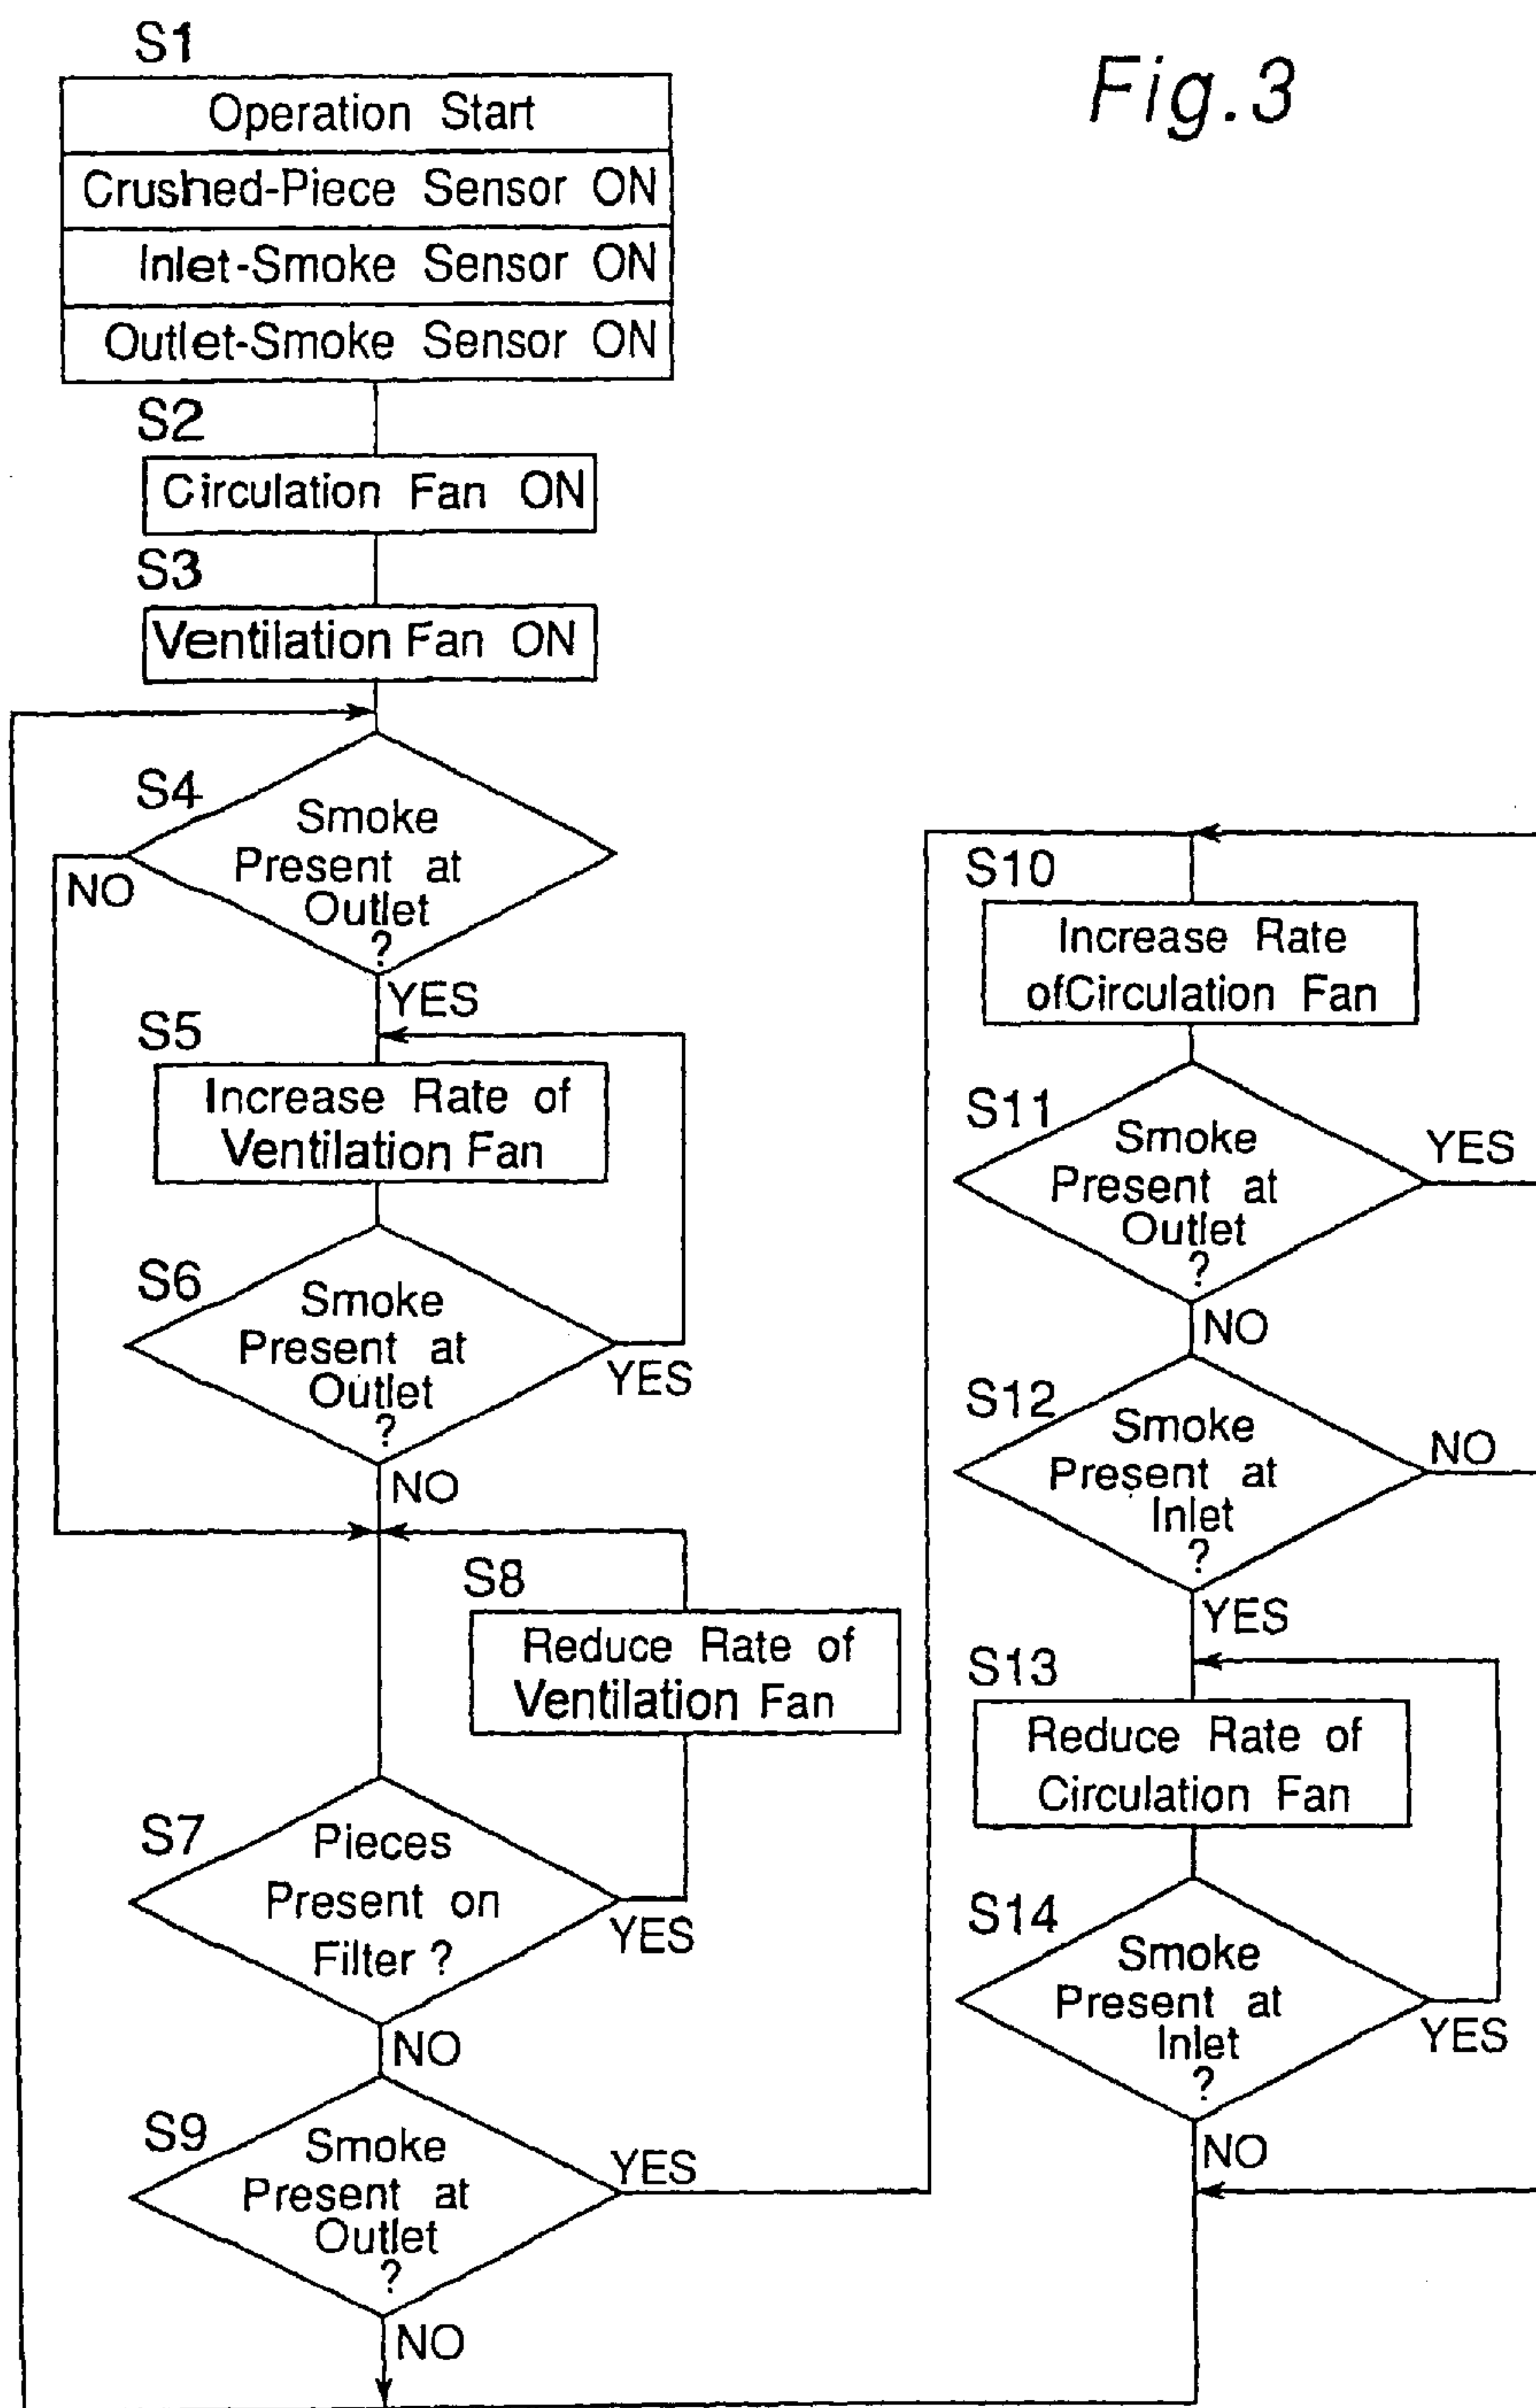 Fig.3
S1
Operation Start
Crushed-Piece Sensor ON
Inlet-Smoke Sensor ON
Outlet-Smoke Sensor ON
S2
Circulation Fan ON
S3
Ventilation Fan ON
S4
Smoke
Present at
Outlet
?
NO
YES
S5
Increase Rate of
Ventilation Fan
S6
Smoke
Present at
Outlet
?
YES
NO
S8
Reduce Rate of
Ventilation Fan
S7
Pieces
Present on
Filter ?
YES
NO
S9
Smoke
Present at
Outlet
?
YES
NO
S10
Increase Rate
ofCirculation Fan
S11
Smoke
Present at
Outlet
?
YES
NO
S12
Smoke
Present at
Inlet
?
NO
YES
S13
Reduce Rate of
Circulation Fan
S14
Smoke
Present at
Inlet
?
YES
NO